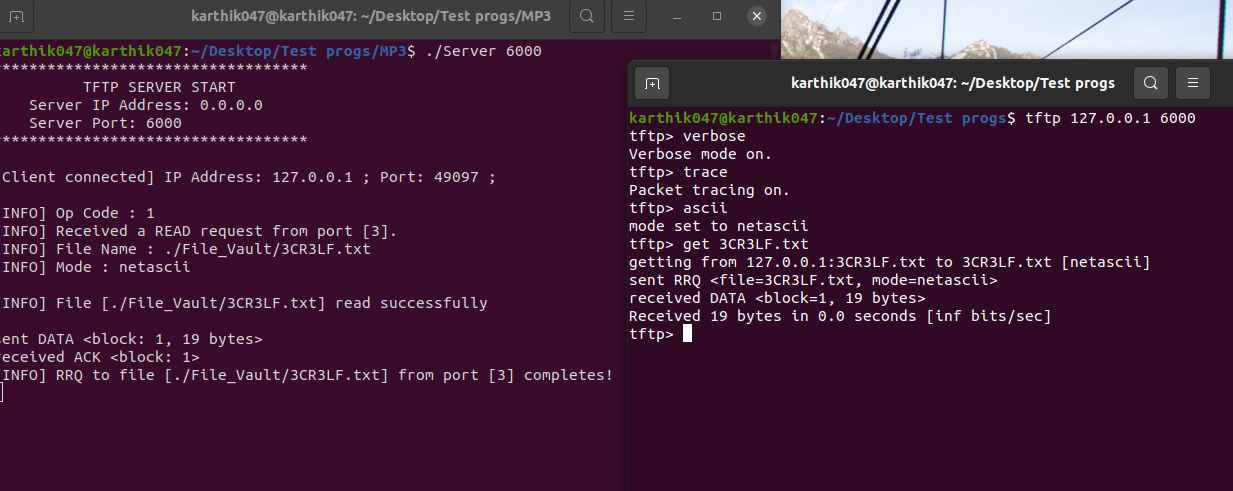 karthik047@karthik047: ~/Desktop/Test progs/MP3
karthik047@karthik047:~/Desktop/Test progs/MP3$ ./Server 6000
**********************************
TFTP SERVER START
Server IP Address: 0.0.0.0
Server Port: 6000
**********************************
Client connected] IP Address: 127.0.0.1 ; Port: 49097 ;
INFO] Op Code : 1
INFO] Received a READ request from port [3].
INFO] File Name : ./File_Vault/3CR3LF.txt
INFO] Mode : netascii
INFO] File [./File_Vault/3CR3LF.txt] read successfully
sent DATA <block: 1, 19 bytes>
received ACK <block: 1>
INFO] RRQ to file [./File_Vault/3CR3LF.txt] from port [3] completes!
karthik047@karthik047: ~/Desktop/Test progs
karthik047@karthik047:~/Desktop/Test progs$ tftp 127.0.0.1 6000
tftp> verbose
Verbose mode on.
tftp> trace
Packet tracing on.
tftp> ascii
mode set to netascii
tftp> get 3CR3LF.txt
getting from 127.0.0.1:3CR3LF.txt to 3CR3LF.txt [netascii]
sent RRQ <file=3CR3LF.txt, mode=netascii>
received DATA <block=1, 19 bytes>
Received 19 bytes in 0.0 seconds [inf bits/sec]
tftp>